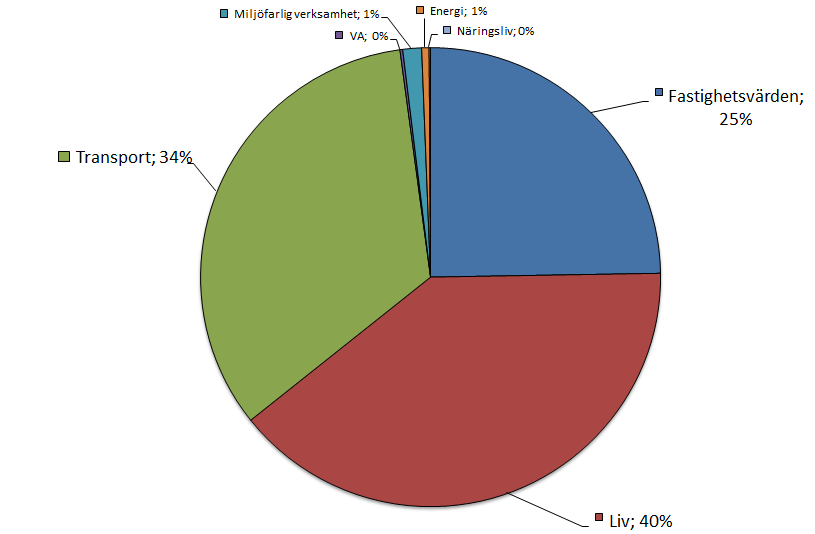 Miljöfarlig verksamhet; 1%
Energi; 1%
VA; 0%
Näringsliv; 0%
Fastighetsvärden;
25%
Transport; 34%
Liv; 40%